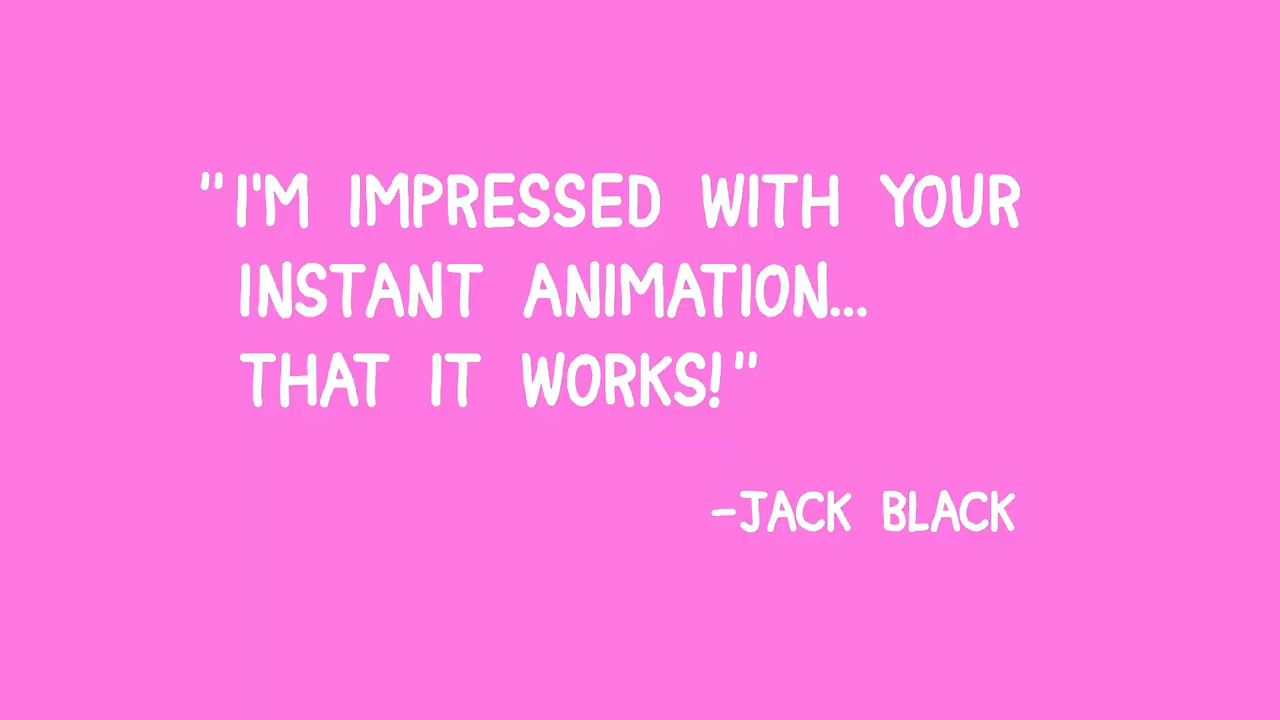 "I'M IMPRESSED WITH YOUR
INSTANT ANIMATION...
THAT IT WORKS!"
-JACK BLACK